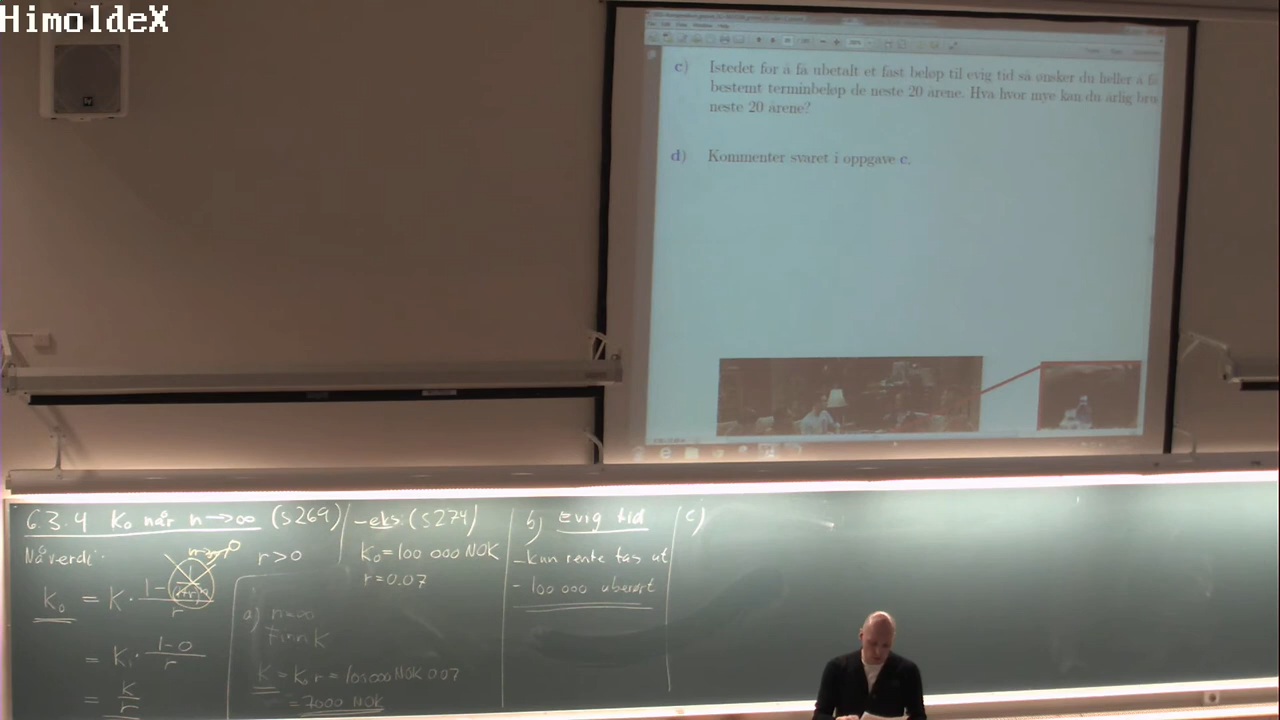 HimoldeX
c) Istedet for å få ubetalt et fast beløp til evig tid så ønsker du heller å få
bestemt terminbeløp de neste 20 årene. Hva hvor mye kan du årlig bru
neste 20 årene?
d) Kommenter svaret i oppgave c.
6.3.4 K₀ når n→∞ (s269)
Nåverdi:
r>0
K₀ = K · 1-
r
= K · 1-0
r
= K
r
-eks: (s274)
K₀=100 000 NOK
r=0.07
a) n=∞
Finn K
K = K₀ r = 100 000 NOK 0.07
= 7000 NOK
b) Evig tid
-kun rente tas ut
- 100 000 uberørt
c)